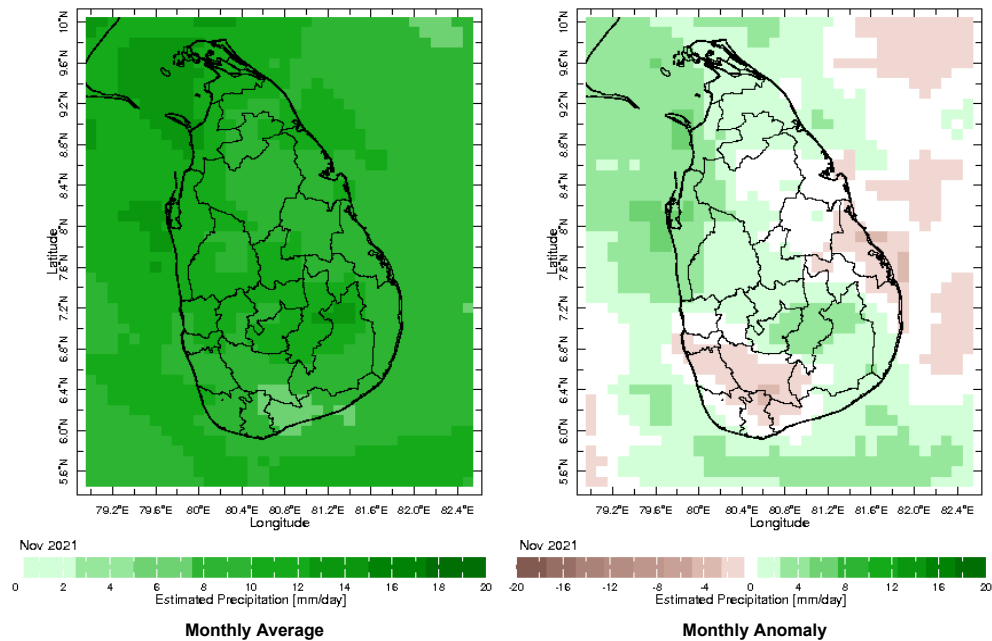 10°N
9.6°N
9.2°N
8.8°N
8.4°N
8°N
7.6°N
7.2°N
6.8°N
6.4°N
6.0°N
5.6°N
Latitude
79.2°E 79.6°E 80°E 80.4°E 80.8°E 81.2°E 81.6°E 82.0°E 82.4°E
Longitude
Nov 2021
0 2 4 6 8 10 12 14 16 18 20
Estimated Precipitation [mm/day]
Monthly Average
10°N
9.6°N
9.2°N
8.8°N
8.4°N
8°N
7.6°N
7.2°N
6.8°N
6.4°N
6.0°N
5.6°N
Latitude
79.2°E 79.6°E 80°E 80.4°E 80.8°E 81.2°E 81.6°E 82.0°E 82.4°E
Longitude
Nov 2021
-20 -16 -12 -8 -4 0 4 8 12 16 20
Estimated Precipitation [mm/day]
Monthly Anomaly